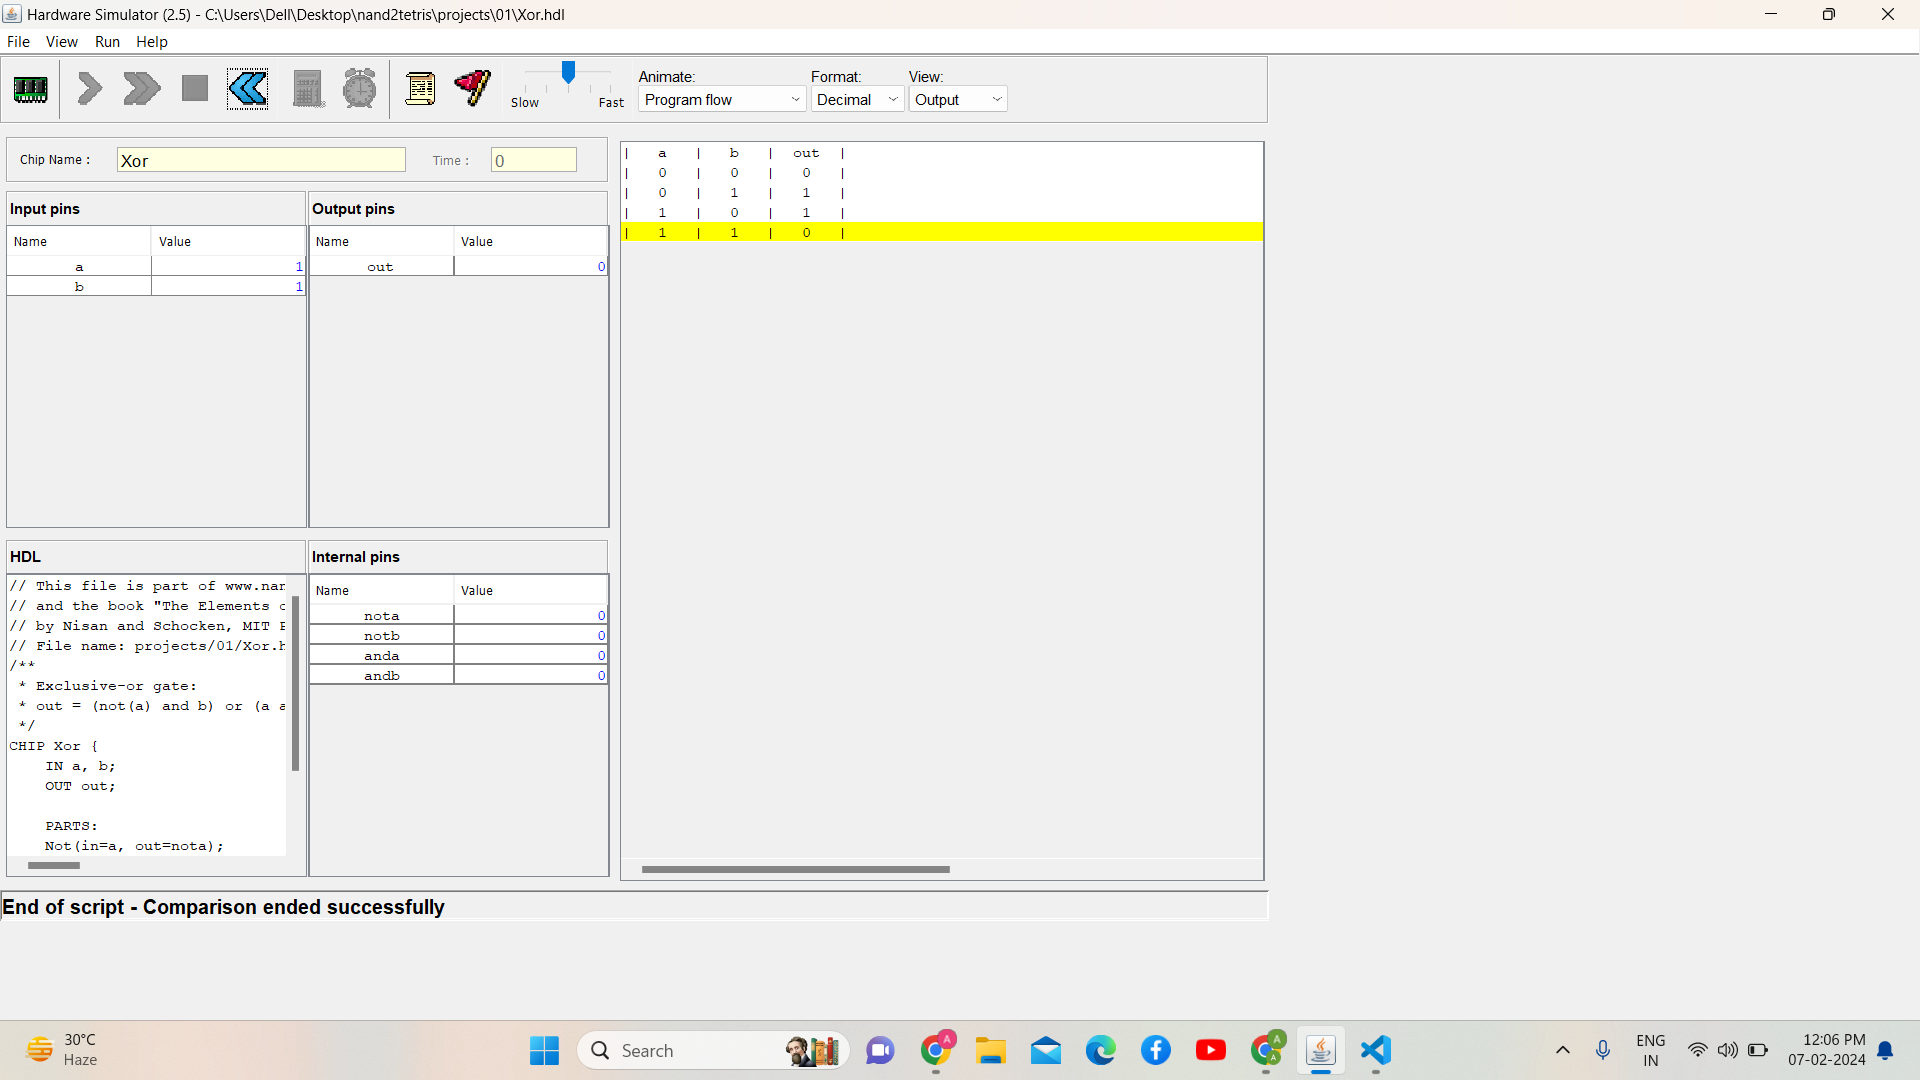 Hardware Simulator (2.5) - C:\Users\Dell\Desktop\nand2tetris\projects\01\Xor.hdl
File View Run Help
Slow Fast
Animate: Format: View:
Program flow Decimal Output
Chip Name : Xor Time : 0
Input pins
Name Value
a 1
b 1
Output pins
Name Value
out 0
| a | b | out |
| 0 | 0 | 0 |
| 0 | 1 | 1 |
| 1 | 0 | 1 |
| 1 | 1 | 0 |
HDL
// This file is part of www.nan
// and the book "The Elements o
// by Nisan and Schocken, MIT P
// File name: projects/01/Xor.h
/**
* Exclusive-or gate:
* out = (not(a) and b) or (a a
*/
CHIP Xor {
IN a, b;
OUT out;
PARTS:
Not(in=a, out=nota);
Internal pins
Name Value
nota 0
notb 0
anda 0
andb 0
End of script - Comparison ended successfully
30°C
Haze
Search
A
A
A
ENG
IN
12:06 PM
07-02-2024